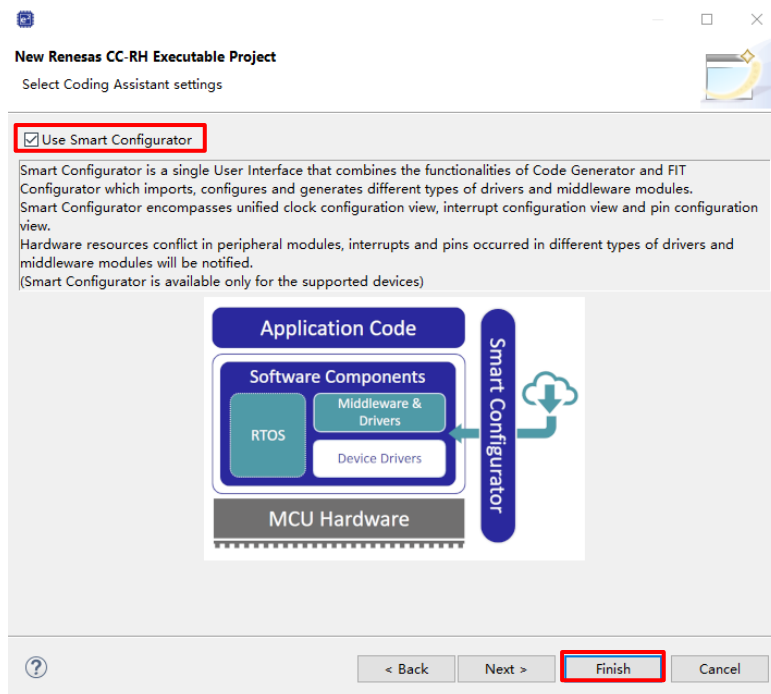 New Renesas CC-RH Executable Project
Select Coding Assistant settings
Use Smart Configurator
Smart Configurator is a single User Interface that combines the functionalities of Code Generator and FIT
Configurator which imports, configures and generates different types of drivers and middleware modules.
Smart Configurator encompasses unified clock configuration view, interrupt configuration view and pin configuration
view.
Hardware resources conflict in peripheral modules, interrupts and pins occurred in different types of drivers and
middleware modules will be notified.
(Smart Configurator is available only for the supported devices)
Application Code
Software Components
RTOS
Middleware &
Drivers
Device Drivers
MCU Hardware
Smart Configurator
?
< Back
Next >
Finish
Cancel